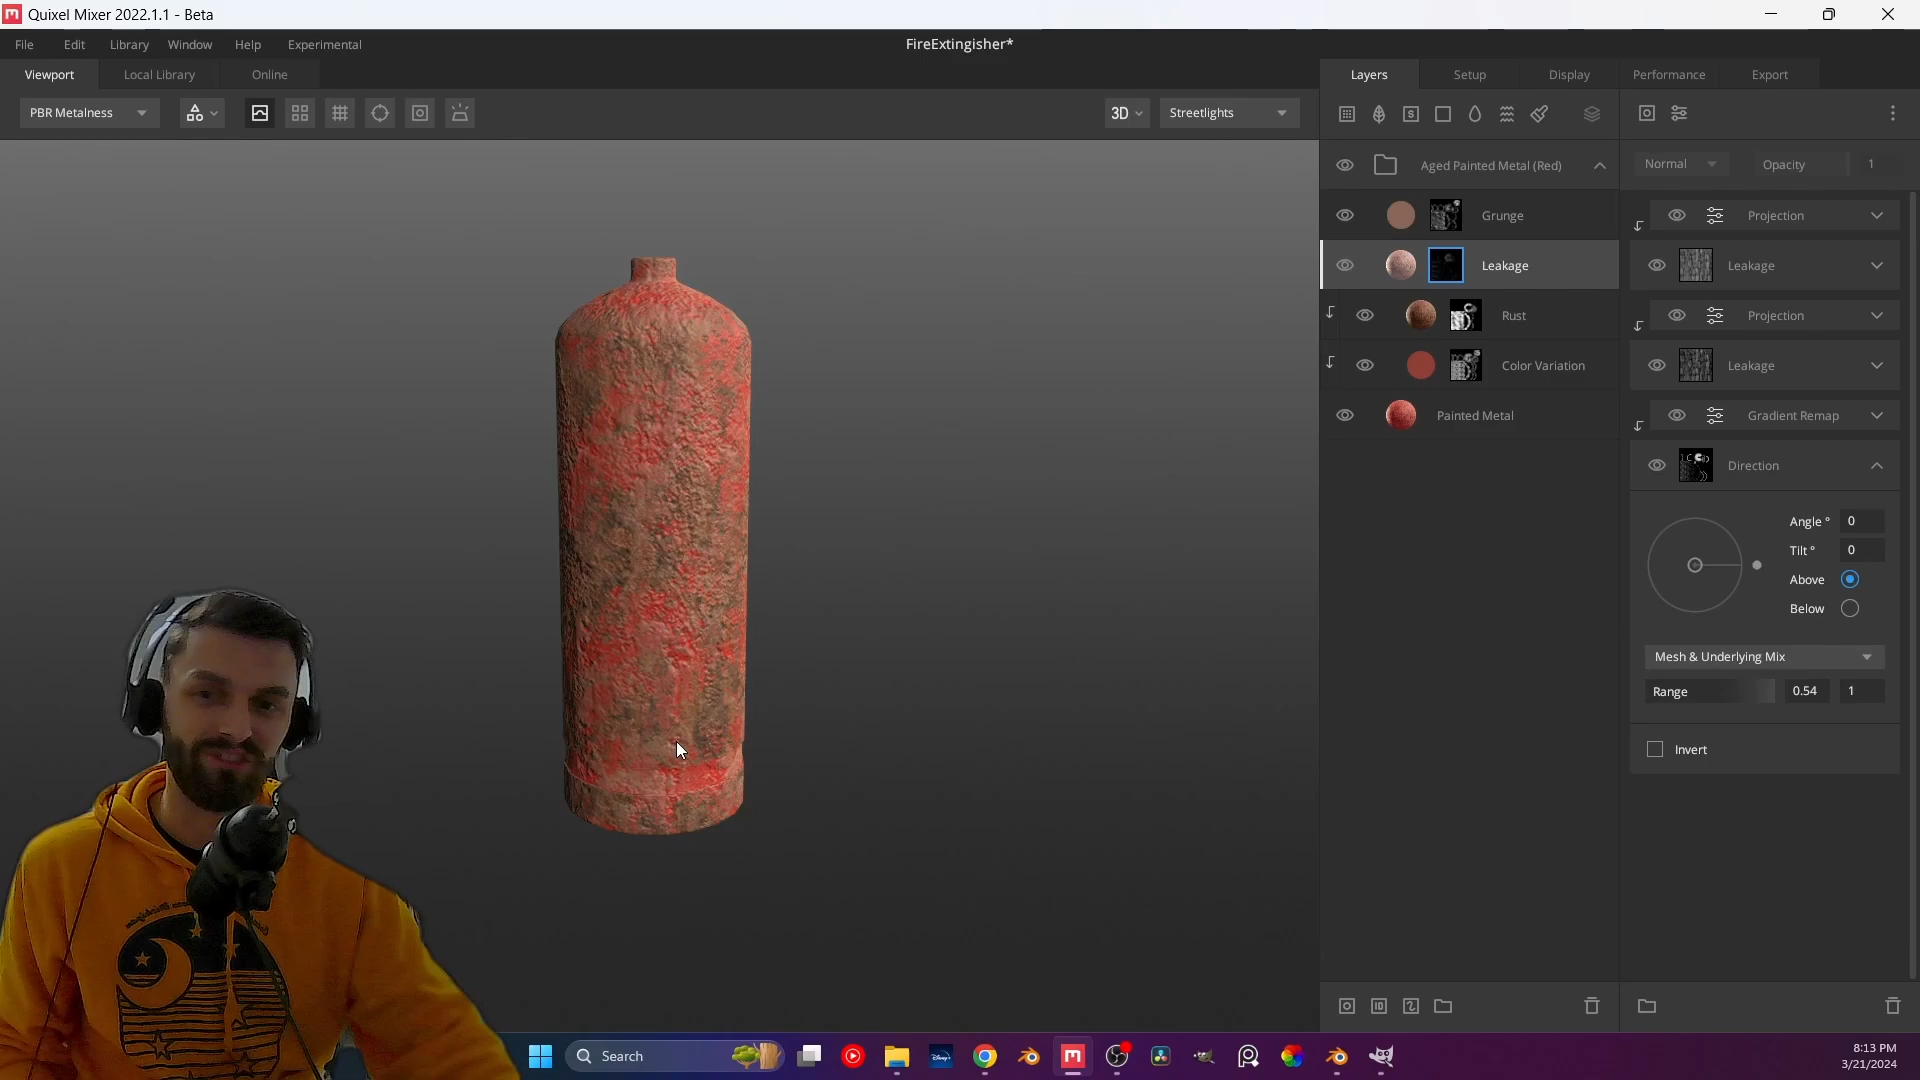 Quixel Mixer 2022.1.1 - Beta
File Edit Library Window Help Experimental
FireExtingisher*
Viewport Local Library Online
Layers Setup Display Performance Export
PBR Metalness
3D
Streetlights
Aged Painted Metal (Red)
Grunge
Leakage
Rust
Color Variation
Painted Metal
Normal
Opacity 1
Projection
Leakage
Projection
Leakage
Gradient Remap
Direction
Angle ° 0
Tilt ° 0
Above
Below
Mesh & Underlying Mix
Range 0.54 1
Invert
Search
Disney+
8:13 PM
3/21/2024